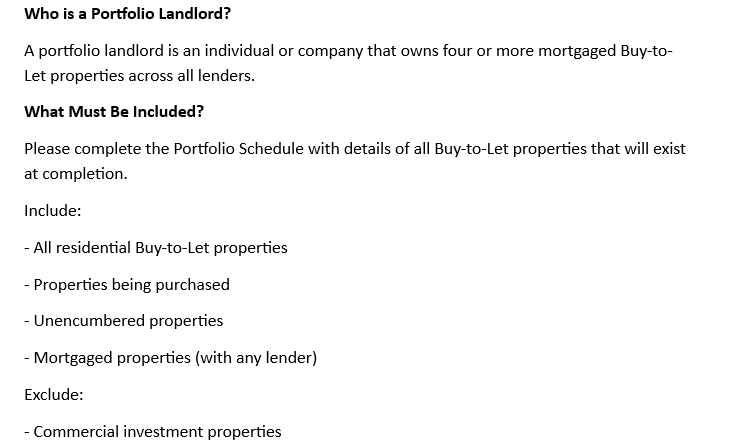 Who is a Portfolio Landlord?
A portfolio landlord is an individual or company that owns four or more mortgaged Buy-to-
Let properties across all lenders.
What Must Be Included?
Please complete the Portfolio Schedule with details of all Buy-to-Let properties that will exist
at completion.
Include:
- All residential Buy-to-Let properties
- Properties being purchased
- Unencumbered properties
- Mortgaged properties (with any lender)
Exclude:
- Commercial investment properties